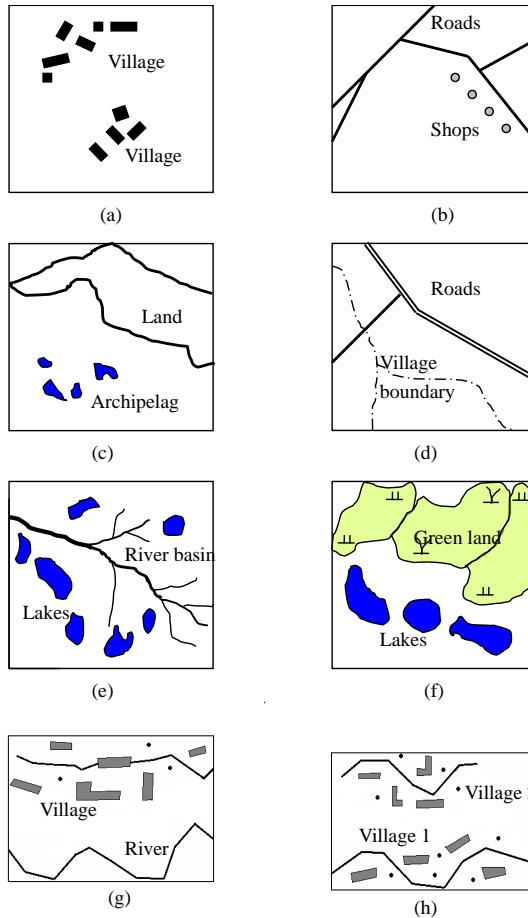 Village
Village
(a)
Roads
Shops
(b)
Land
Archipelag
(c)
Roads
Village
boundary
(d)
River basin
Lakes
(e)
Green land
Lakes
(f)
Village
River
(g)
Village
Village 1
(h)